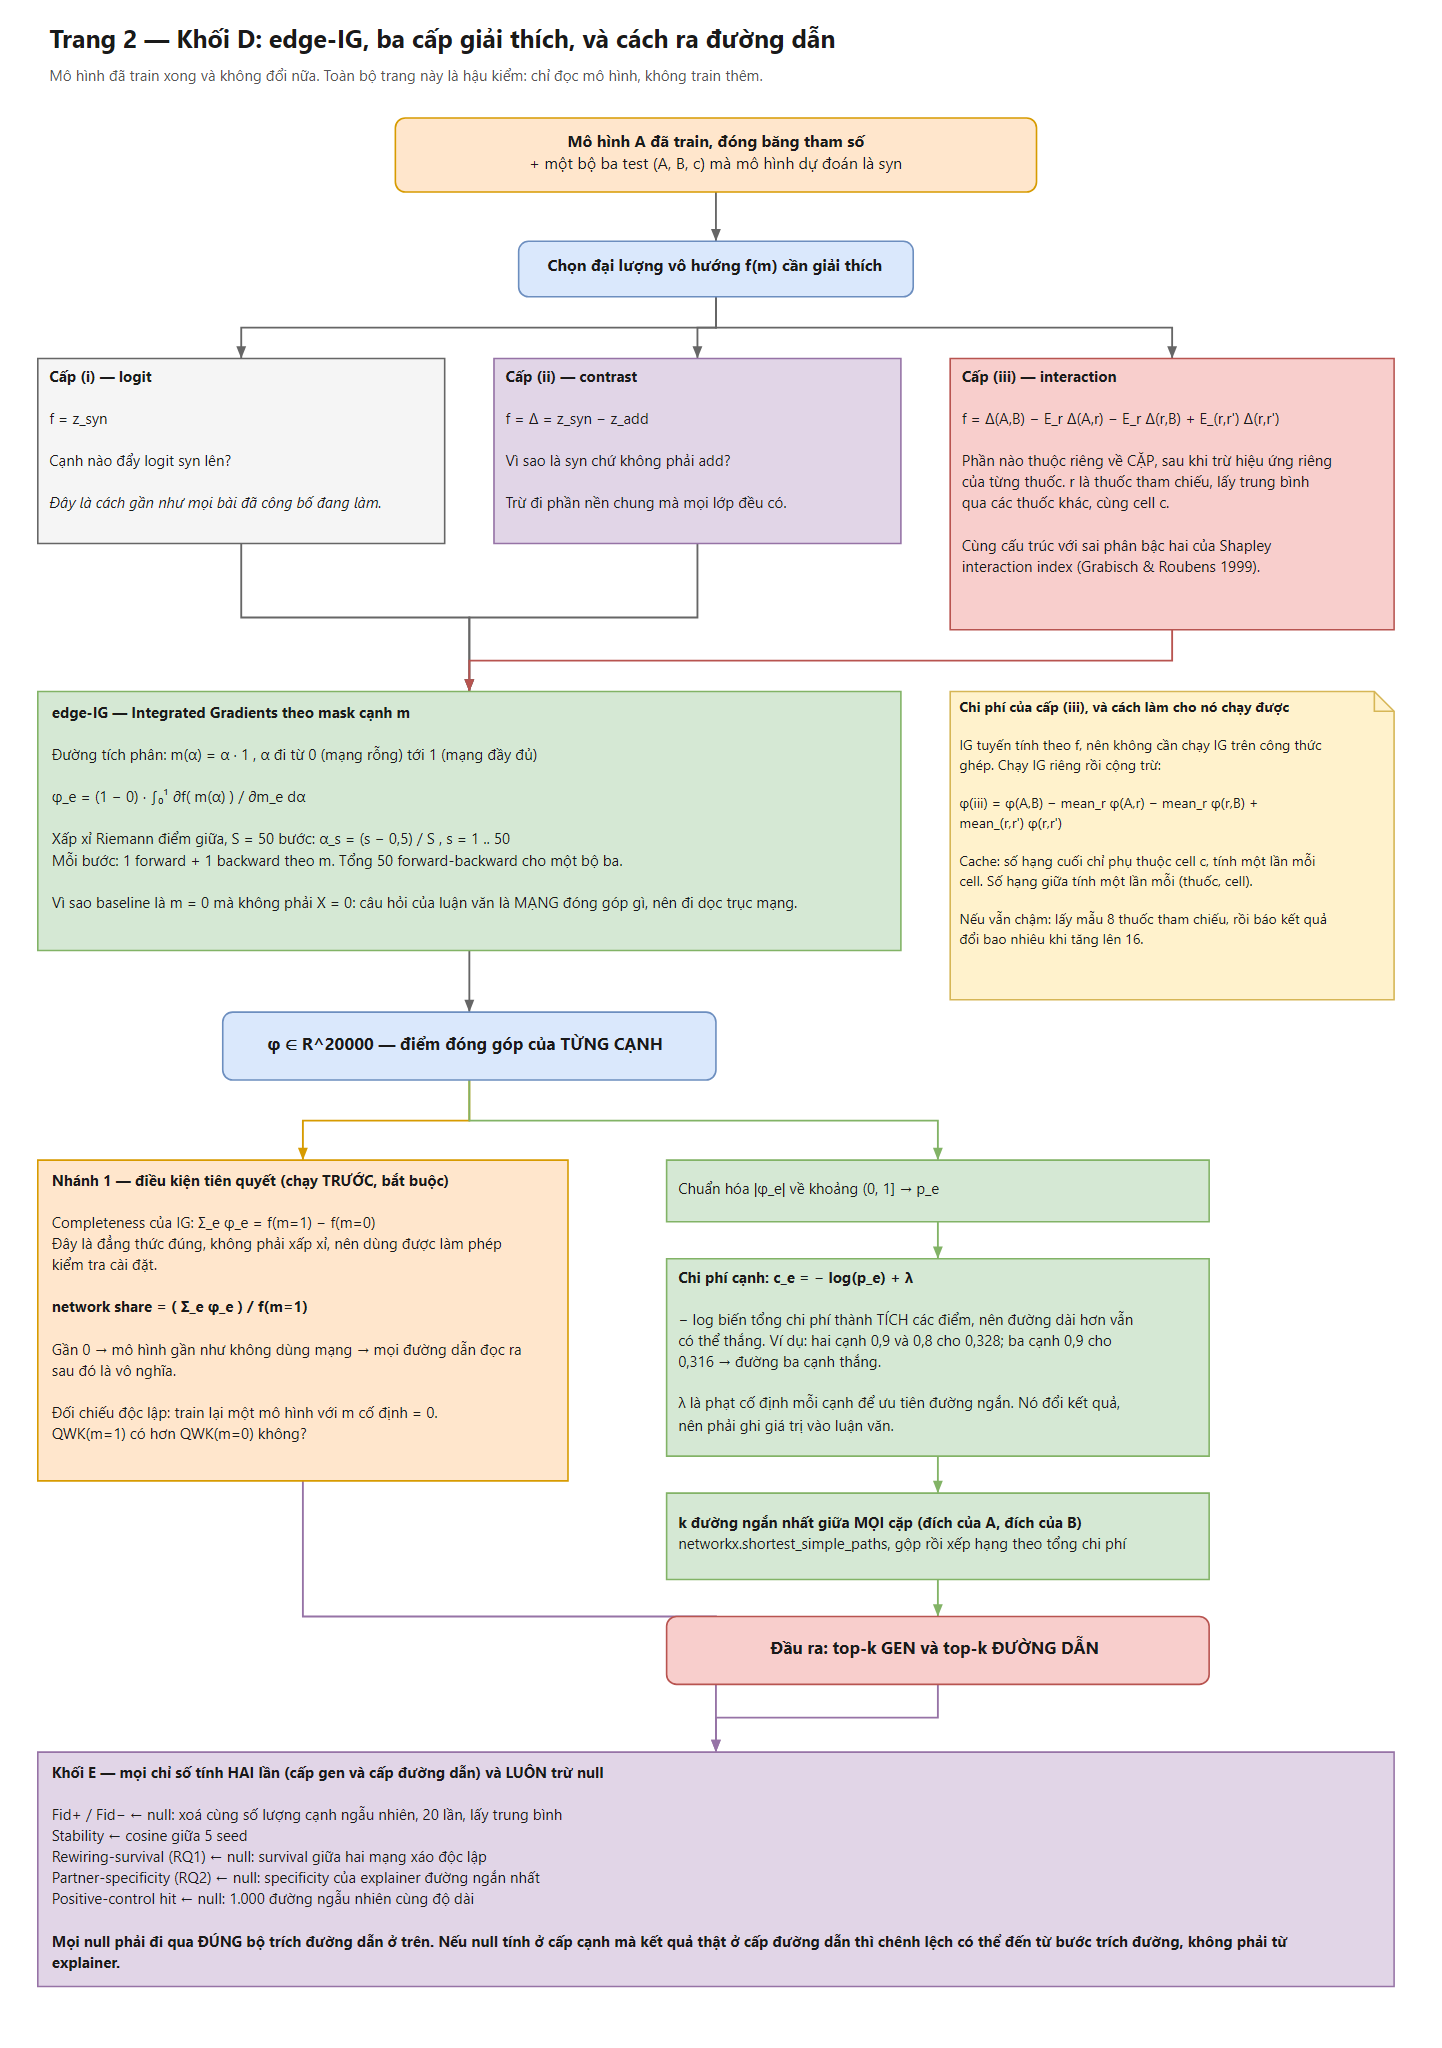 Trang 2 — Khối D: edge-IG, ba cấp giải thích, và cách ra đường dẫn
Mô hình đã train xong và không đổi nữa. Toàn bộ trang này là hậu kiểm: chỉ đọc mô hình, không train thêm.
Mô hình A đã train, đóng băng tham số
+ một bộ ba test (A, B, c) mà mô hình dự đoán là syn
Chọn đại lượng vô hướng f(m) cần giải thích
Cấp (i) — logit
f = z_syn
Cạnh nào đẩy logit syn lên?
Đây là cách gần như mọi bài đã công bố đang làm.
Cấp (ii) — contrast
f = Δ = z_syn − z_add
Vì sao là syn chứ không phải add?
Trừ đi phần nền chung mà mọi lớp đều có.
Cấp (iii) — interaction
f = Δ(A,B) − E_r Δ(A,r) − E_r Δ(r,B) + E_(r,r') Δ(r,r')
Phần nào thuộc riêng về CẶP, sau khi trừ hiệu ứng riêng
của từng thuốc. r là thuốc tham chiếu, lấy trung bình
qua các thuốc khác, cùng cell c.
Cùng cấu trúc với sai phân bậc hai của Shapley
interaction index (Grabisch & Roubens 1999).
edge-IG — Integrated Gradients theo mask cạnh m
Đường tích phân: m(α) = α · 1 , α đi từ 0 (mạng rỗng) tới 1 (mạng đầy đủ)
φ_e = (1 − 0) · ∫₀¹ ∂f( m(α) ) / ∂m_e dα
Xấp xỉ Riemann điểm giữa, S = 50 bước: α_s = (s − 0,5) / S , s = 1 .. 50
Mỗi bước: 1 forward + 1 backward theo m. Tổng 50 forward-backward cho một bộ ba.
Vì sao baseline là m = 0 mà không phải X = 0: câu hỏi của luận văn là MẠNG đóng góp gì, nên đi dọc trục mạng.
Chi phí của cấp (iii), và cách làm cho nó chạy được
IG tuyến tính theo f, nên không cần chạy IG trên công thức
ghép. Chạy IG riêng rồi cộng trừ:
φ(iii) = φ(A,B) − mean_r φ(A,r) − mean_r φ(r,B) +
mean_(r,r') φ(r,r')
Cache: số hạng cuối chỉ phụ thuộc cell c, tính một lần mỗi
cell. Số hạng giữa tính một lần mỗi (thuốc, cell).
Nếu vẫn chậm: lấy mẫu 8 thuốc tham chiếu, rồi báo kết quả
đổi bao nhiêu khi tăng lên 16.
φ ∈ R^20000 — điểm đóng góp của TỪNG CẠNH
Nhánh 1 — điều kiện tiên quyết (chạy TRƯỚC, bắt buộc)
Completeness của IG: Σ_e φ_e = f(m=1) − f(m=0)
Đây là đẳng thức đúng, không phải xấp xỉ, nên dùng được làm phép
kiểm tra cài đặt.
network share = ( Σ_e φ_e ) / f(m=1)
Gần 0 → mô hình gần như không dùng mạng → mọi đường dẫn đọc ra
sau đó là vô nghĩa.
Đối chiếu độc lập: train lại một mô hình với m cố định = 0.
QWK(m=1) có hơn QWK(m=0) không?
Chuẩn hóa |φ_e| về khoảng (0, 1] → p_e
Chi phí cạnh: c_e = − log(p_e) + λ
− log biến tổng chi phí thành TÍCH các điểm, nên đường dài hơn vẫn
có thể thắng. Ví dụ: hai cạnh 0,9 và 0,8 cho 0,328; ba cạnh 0,9 cho
0,316 → đường ba cạnh thắng.
λ là phạt cố định mỗi cạnh để ưu tiên đường ngắn. Nó đổi kết quả,
nên phải ghi giá trị vào luận văn.
k đường ngắn nhất giữa MỌI cặp (đích của A, đích của B)
networkx.shortest_simple_paths, gộp rồi xếp hạng theo tổng chi phí
Đầu ra: top-k GEN và top-k ĐƯỜNG DẪN
Khối E — mọi chỉ số tính HAI lần (cấp gen và cấp đường dẫn) và LUÔN trừ null
Fid+ / Fid− ← null: xoá cùng số lượng cạnh ngẫu nhiên, 20 lần, lấy trung bình
Stability ← cosine giữa 5 seed
Rewiring-survival (RQ1) ← null: survival giữa hai mạng xáo độc lập
Partner-specificity (RQ2) ← null: specificity của explainer đường ngắn nhất
Positive-control hit ← null: 1.000 đường ngẫu nhiên cùng độ dài
Mọi null phải đi qua ĐÚNG bộ trích đường dẫn ở trên. Nếu null tính ở cấp cạnh mà kết quả thật ở cấp đường dẫn thì chênh lệch có thể đến từ bước trích đường, không phải từ
explainer.